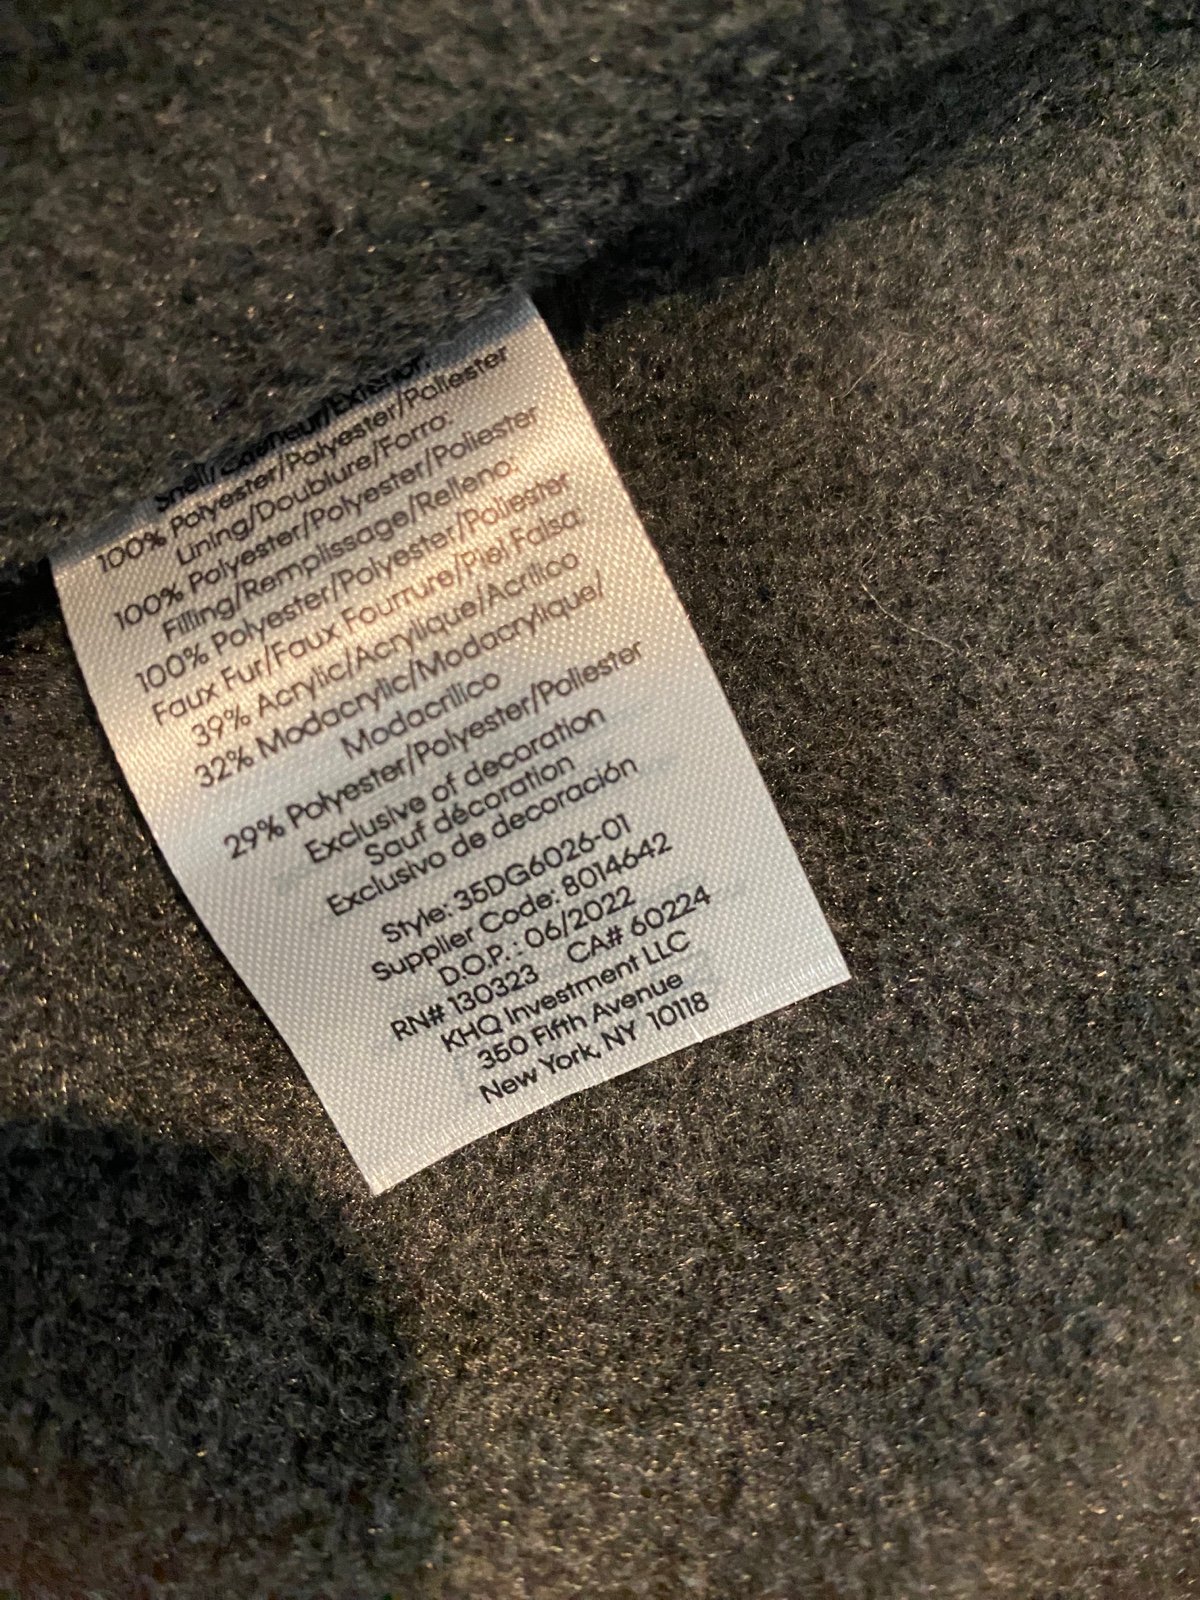 Shell/Extérieur/Exterior:
100% Polyester/Polyester/Poliester
Lining/Doublure/Forro:
100% Polyester/Polyester/Poliester
Filling/Remplissage/Relleno:
100% Polyester/Polyester/Poliester
Faux Fur/Faux Fourrure/Piel Falsa:
39% Acrylic/Acrylique/Acrilico
32% Modacrylic/Modacrylique/
Modacrilico
29% Polyester/Polyester/Poliester
Exclusive of decoration
Sauf décoration
Exclusivo de decoración
Style: 35DG6026-01
Supplier Code: 8014642
D.O.P. : 06/2022
RN# 130323 CA# 60224
KHQ Investment LLC
350 Fifth Avenue
New York, NY 10118